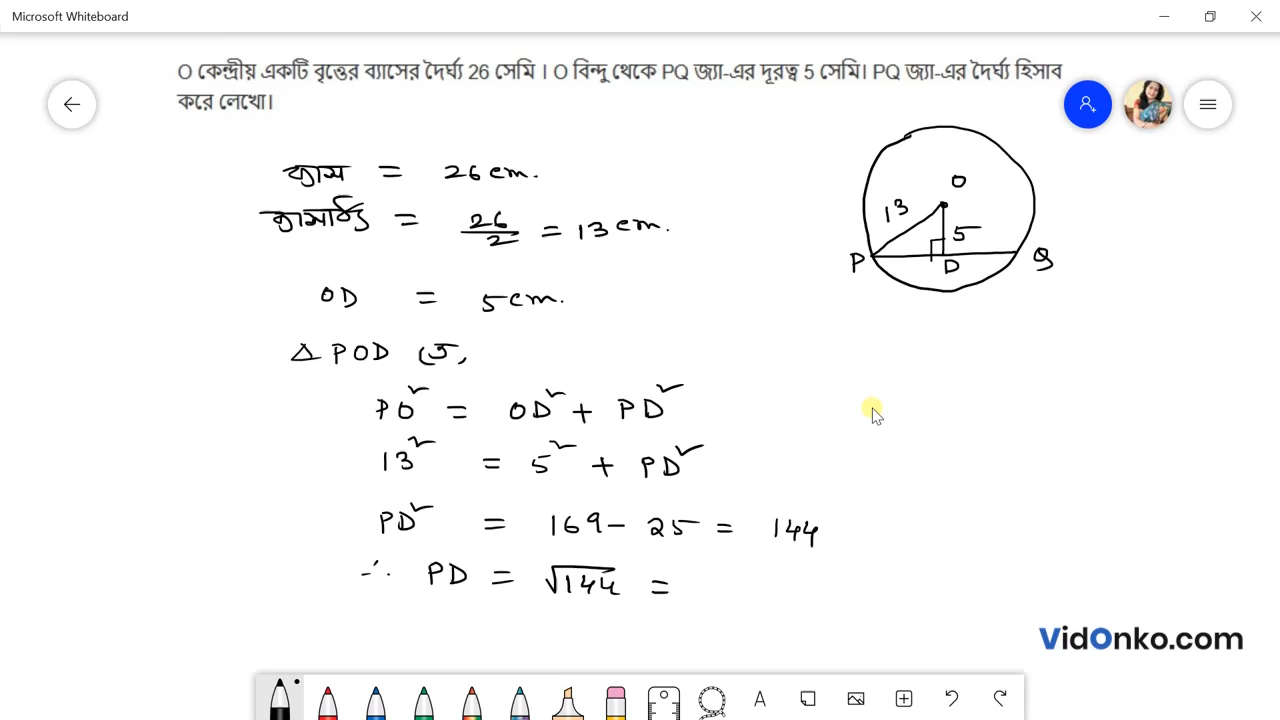 Microsoft Whiteboard
O কেন্দ্রীয় একটি বৃত্তের ব্যাসের দৈর্ঘ্য 26 সেমি । O বিন্দু থেকে PQ জ্যা-এর দূরত্ব 5 সেমি। PQ জ্যা-এর দৈর্ঘ্য হিসাব
করে লেখো।
ব্যাস = 26 cm.
ব্যাসার্ধ = 26/2 = 13 cm.
O
13
5
P D Q
OD = 5 cm.
△ POD তে,
PO² = OD² + PD²
13² = 5² + PD²
PD² = 169 - 25 = 144
∴ PD = √144 =
VidOnko.com
A